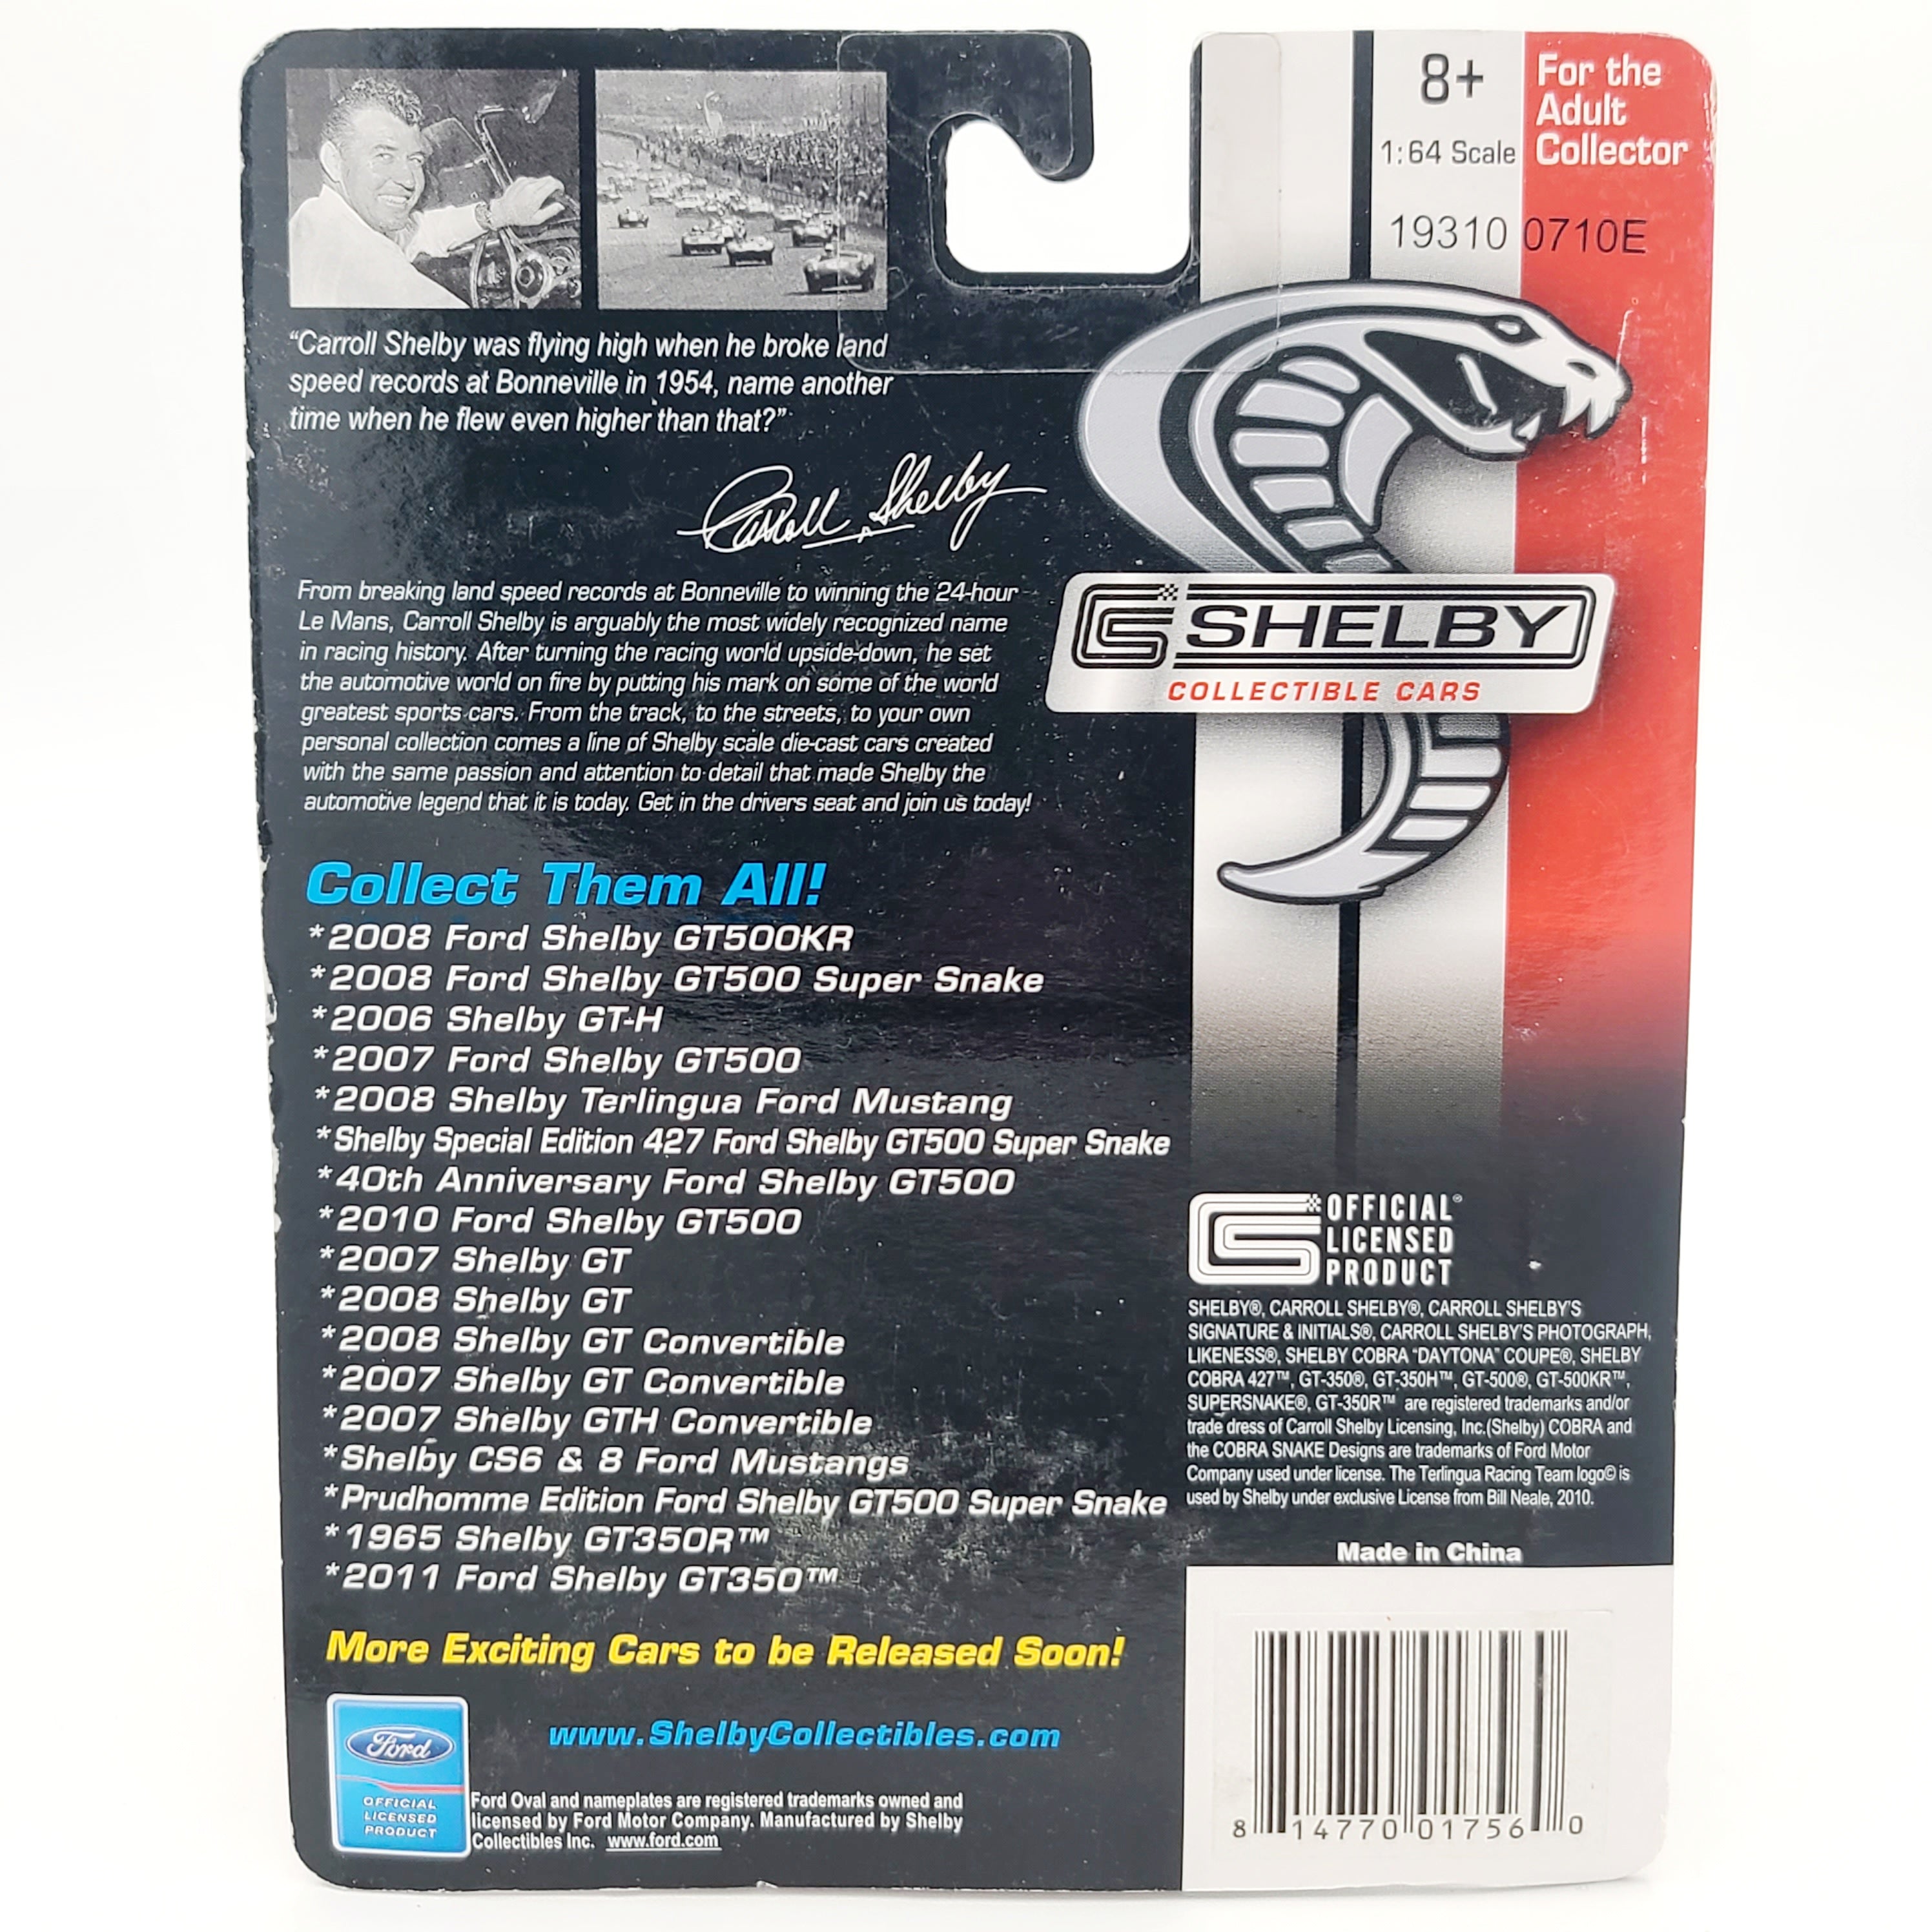 8+
For the
Adult
Collector
1:64 Scale
19310 0710E
“Carroll Shelby was flying high when he broke land
speed records at Bonneville in 1954, name another
time when he flew even higher than that?”
Carroll Shelby
From breaking land speed records at Bonneville to winning the 24-hour
Le Mans, Carroll Shelby is arguably the most widely recognized name
in racing history. After turning the racing world upside-down, he set
the automotive world on fire by putting his mark on some of the world
greatest sports cars. From the track, to the streets, to your own
personal collection comes a line of Shelby scale die-cast cars created
with the same passion and attention to detail that made Shelby the
automotive legend that it is today. Get in the drivers seat and join us today!
CS SHELBY
COLLECTIBLE CARS
Collect Them All!
*2008 Ford Shelby GT500KR
*2008 Ford Shelby GT500 Super Snake
*2006 Shelby GT-H
*2007 Ford Shelby GT500
*2008 Shelby Terlingua Ford Mustang
*Shelby Special Edition 427 Ford Shelby GT500 Super Snake
*40th Anniversary Ford Shelby GT500
*2010 Ford Shelby GT500
*2007 Shelby GT
*2008 Shelby GT
*2008 Shelby GT Convertible
*2007 Shelby GT Convertible
*2007 Shelby GTH Convertible
*Shelby CS6 & 8 Ford Mustangs
*Prudhomme Edition Ford Shelby GT500 Super Snake
*1965 Shelby GT350R™
*2011 Ford Shelby GT350™
More Exciting Cars to be Released Soon!
www.ShelbyCollectibles.com
Ford
OFFICIAL
LICENSED
PRODUCT
Ford Oval and nameplates are registered trademarks owned and
licensed by Ford Motor Company. Manufactured by Shelby
Collectibles Inc. www.ford.com
CS OFFICIAL®
LICENSED
PRODUCT
SHELBY®, CARROLL SHELBY®, CARROLL SHELBY'S
SIGNATURE & INITIALS®, CARROLL SHELBY'S PHOTOGRAPH,
LIKENESS®, SHELBY COBRA “DAYTONA” COUPE®, SHELBY
COBRA 427™, GT-350®, GT-350H™, GT-500®, GT-500KR™,
SUPERSNAKE®, GT-350R™ are registered trademarks and/or
trade dress of Carroll Shelby Licensing, Inc.(Shelby) COBRA and
the COBRA SNAKE Designs are trademarks of Ford Motor
Company used under license. The Terlingua Racing Team logo© is
used by Shelby under exclusive License from Bill Neale, 2010.
Made in China
8 14770 01756 0